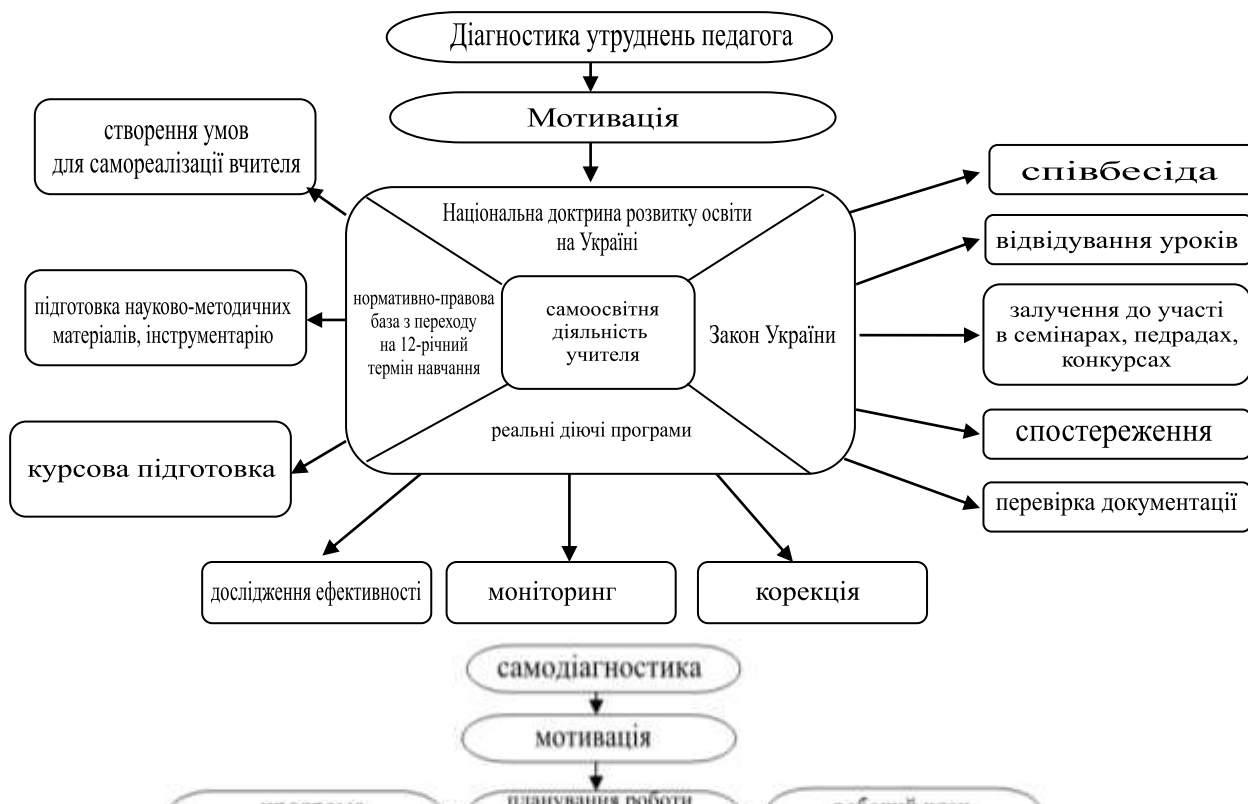 Діагностика утруднень педагога
Мотивація
створення умов
для самореалізації вчителя
підготовка науково-методичних
матеріалів, інструментарію
курсова підготовка
Національна доктрина розвитку освіти
на Україні
нормативно-правова
база з переходу
на 12-річний
термін навчання
самоосвітня
діяльність
учителя
Закон України
реальні діючі програми
співбесіда
відвідування уроків
залучення до участі
в семінарах, педрадах,
конкурсах
спостереження
перевірка документації
дослідження ефективності
моніторинг
корекція
самодіагностика
мотивація
планування роботи